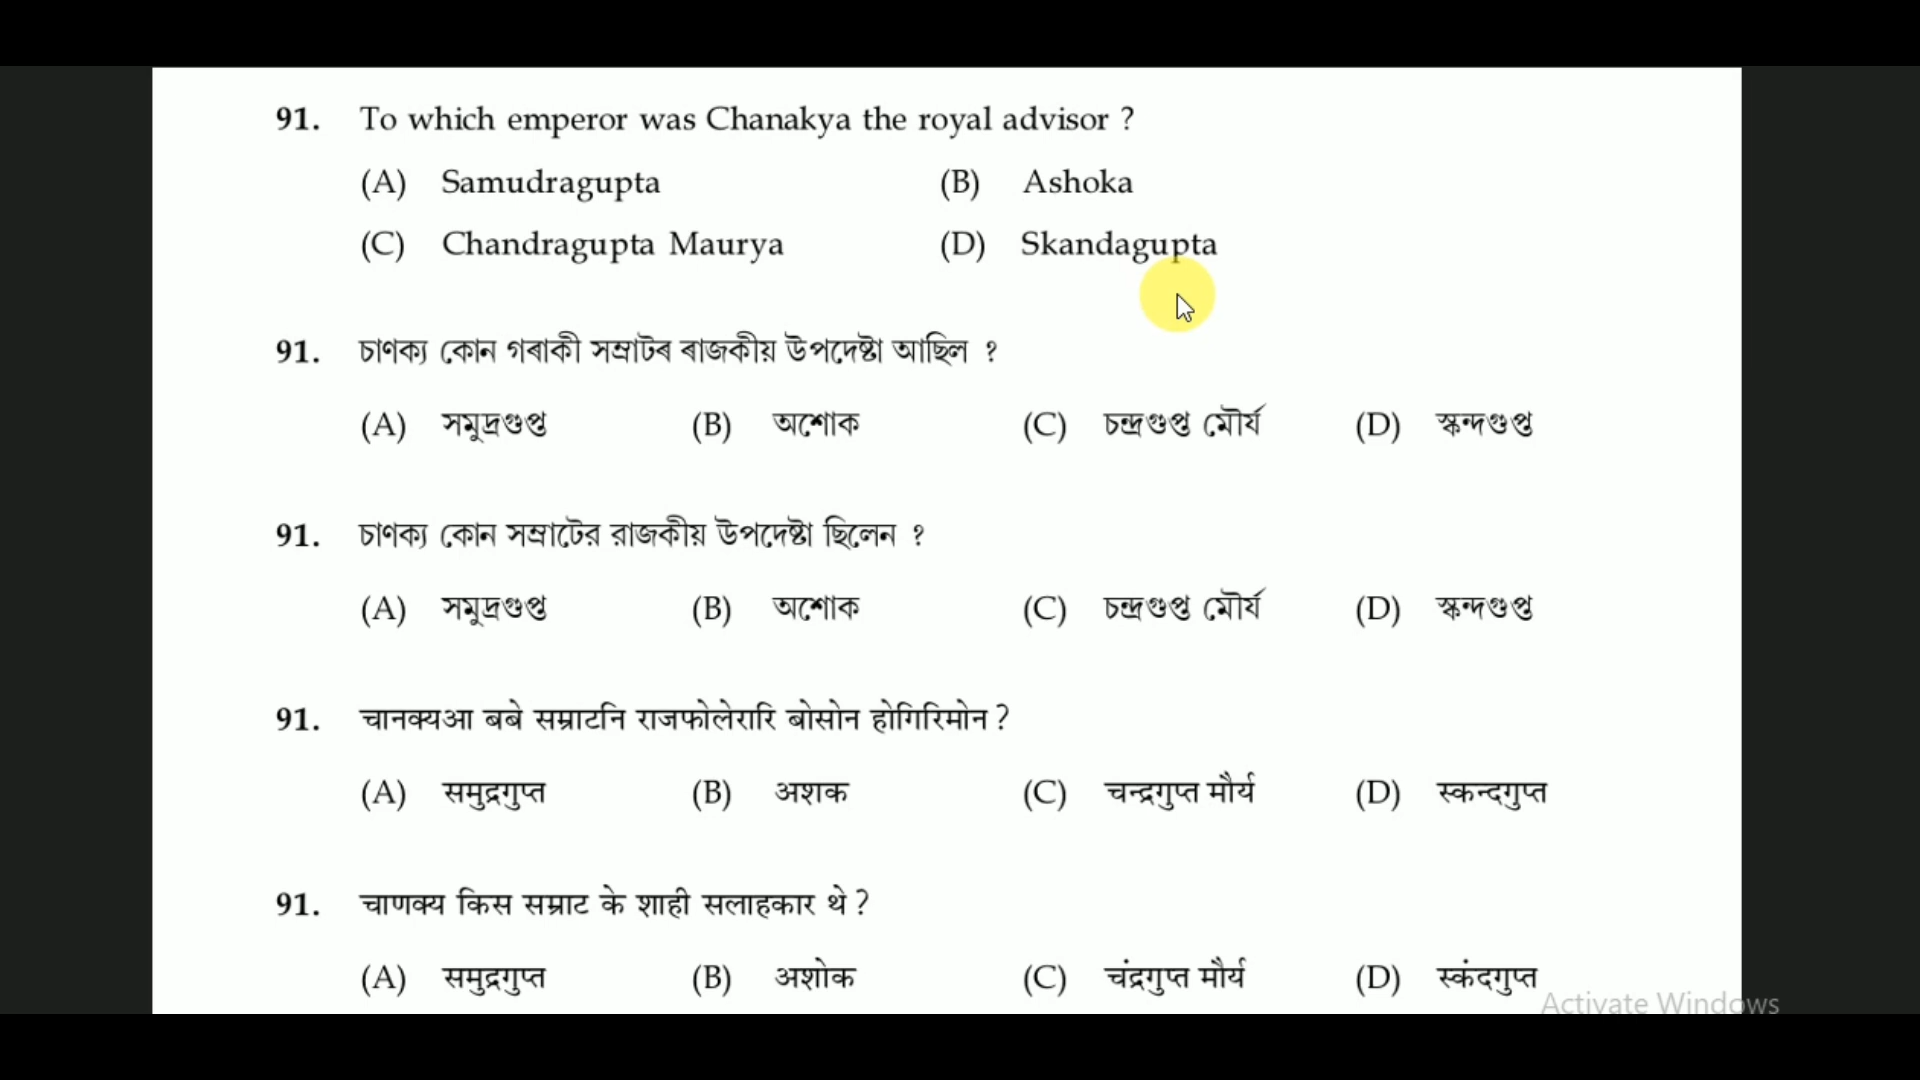 91. To which emperor was Chanakya the royal advisor ?
(A) Samudragupta (B) Ashoka
(C) Chandragupta Maurya (D) Skandagupta
91. চাণক্য কোন গৰাকী সম্ৰাটৰ ৰাজকীয় উপদেষ্টা আছিল ?
(A) সমুদ্ৰগুপ্ত (B) অশোক (C) চন্দ্ৰগুপ্ত মৌৰ্য (D) স্কন্দগুপ্ত
91. চাণক্য কোন সম্রাটের রাজকীয় উপদেষ্টা ছিলেন ?
(A) সমুদ্রগুপ্ত (B) অশোক (C) চন্দ্রগুপ্ত মৌর্য (D) স্কন্দগুপ্ত
91. चानक्यआ बबे सम्राटनि राजफोलेरारि बोसोन होगिरिमोन ?
(A) समुद्रगुप्त (B) अशक (C) चन्द्रगुप्त मौर्य (D) स्कन्दगुप्त
91. चाणक्य किस सम्राट के शाही सलाहकार थे ?
(A) समुद्रगुप्त (B) अशोक (C) चंद्रगुप्त मौर्य (D) स्कंदगुप्त
Activate Windows